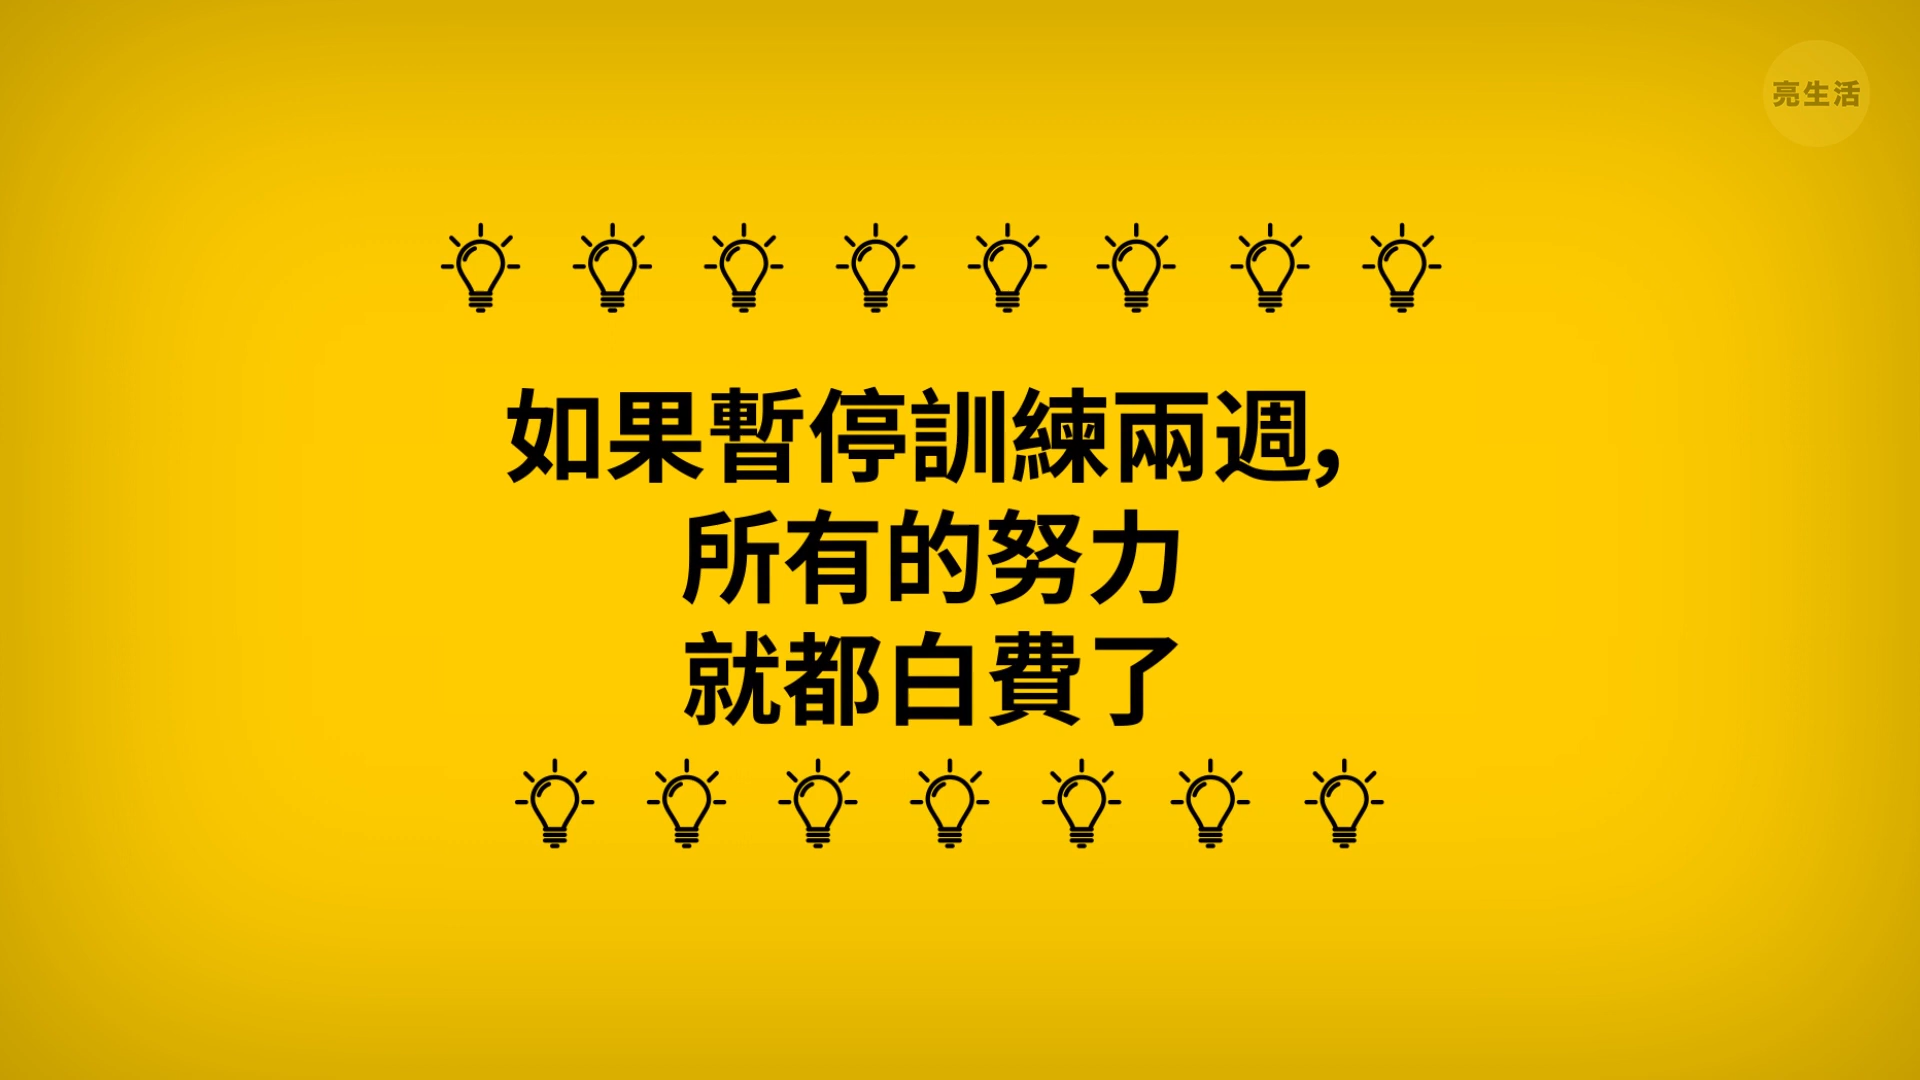 亮生活
如果暫停訓練兩週,
所有的努力
就都白費了